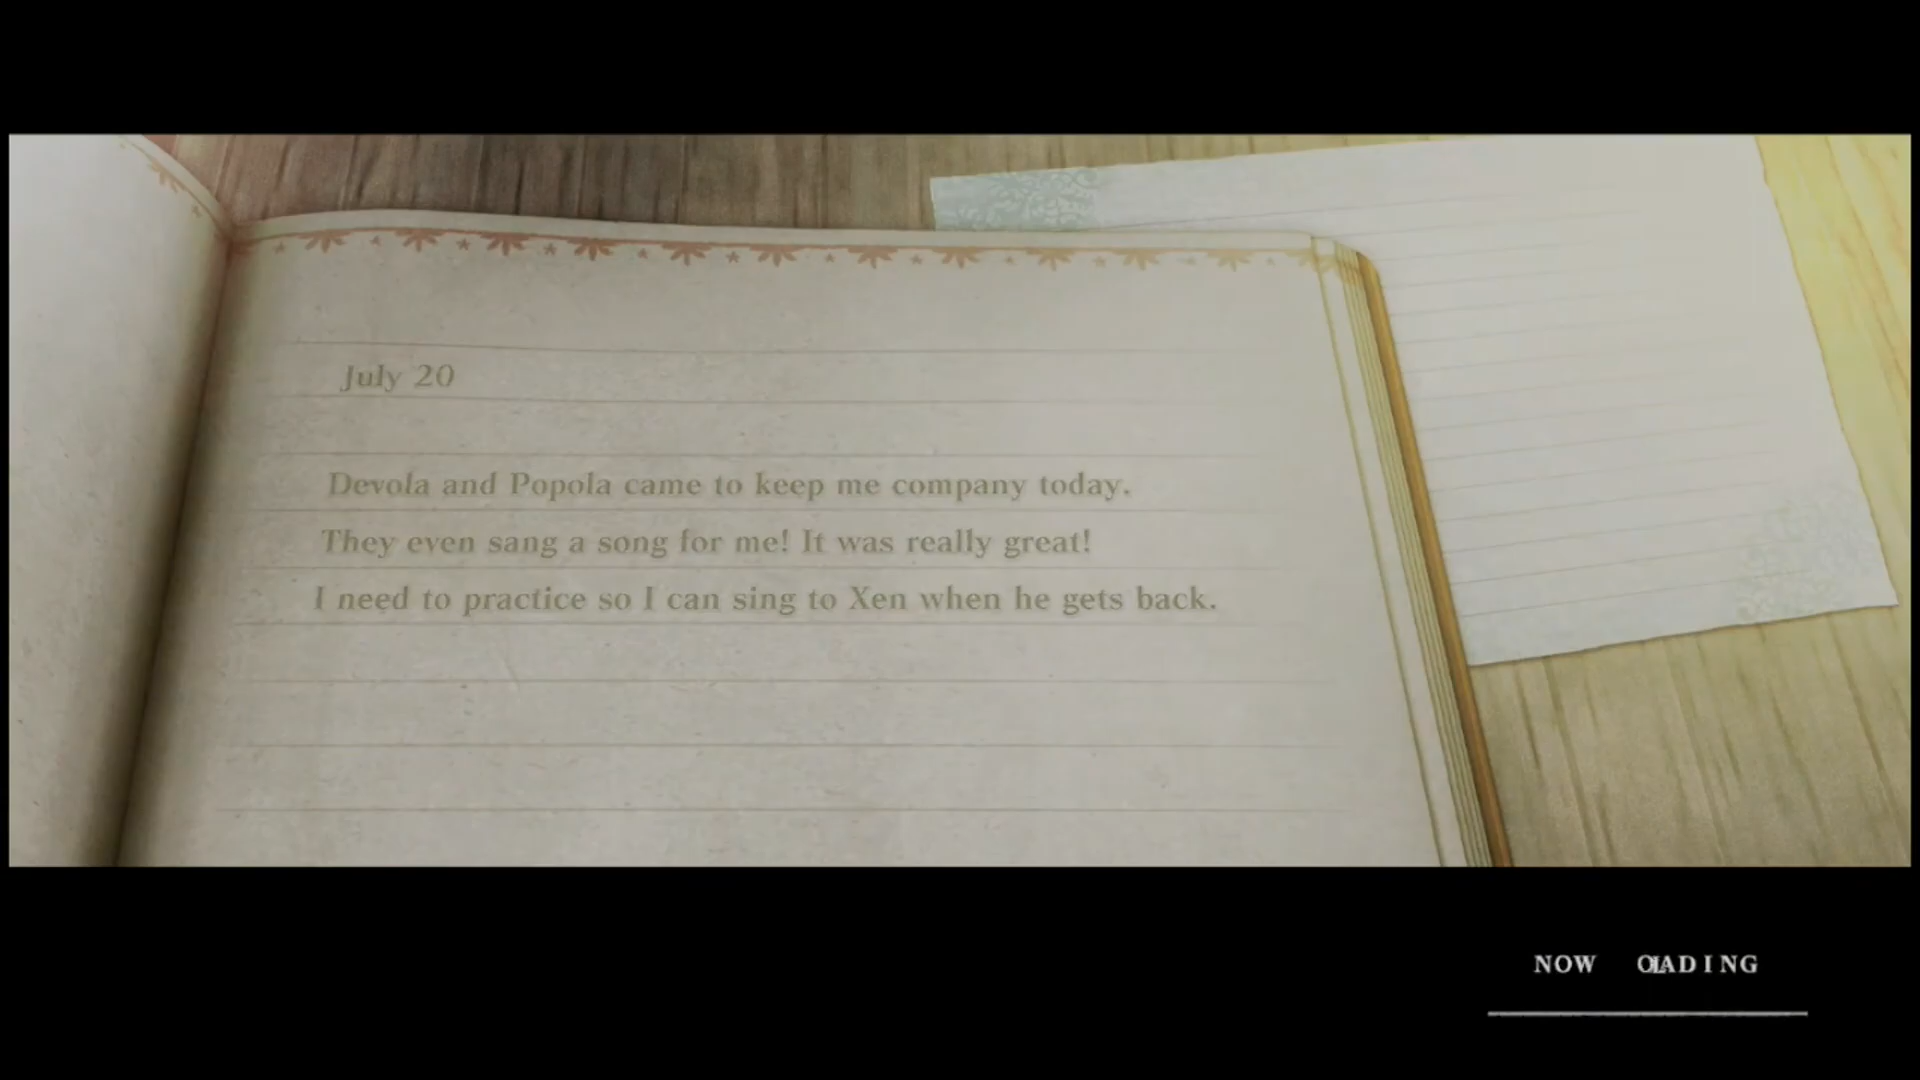 July 20
Devola and Popola came to keep me company today.
They even sang a song for me! It was really great!
I need to practice so I can sing to Xen when he gets back.
NOW OLADING